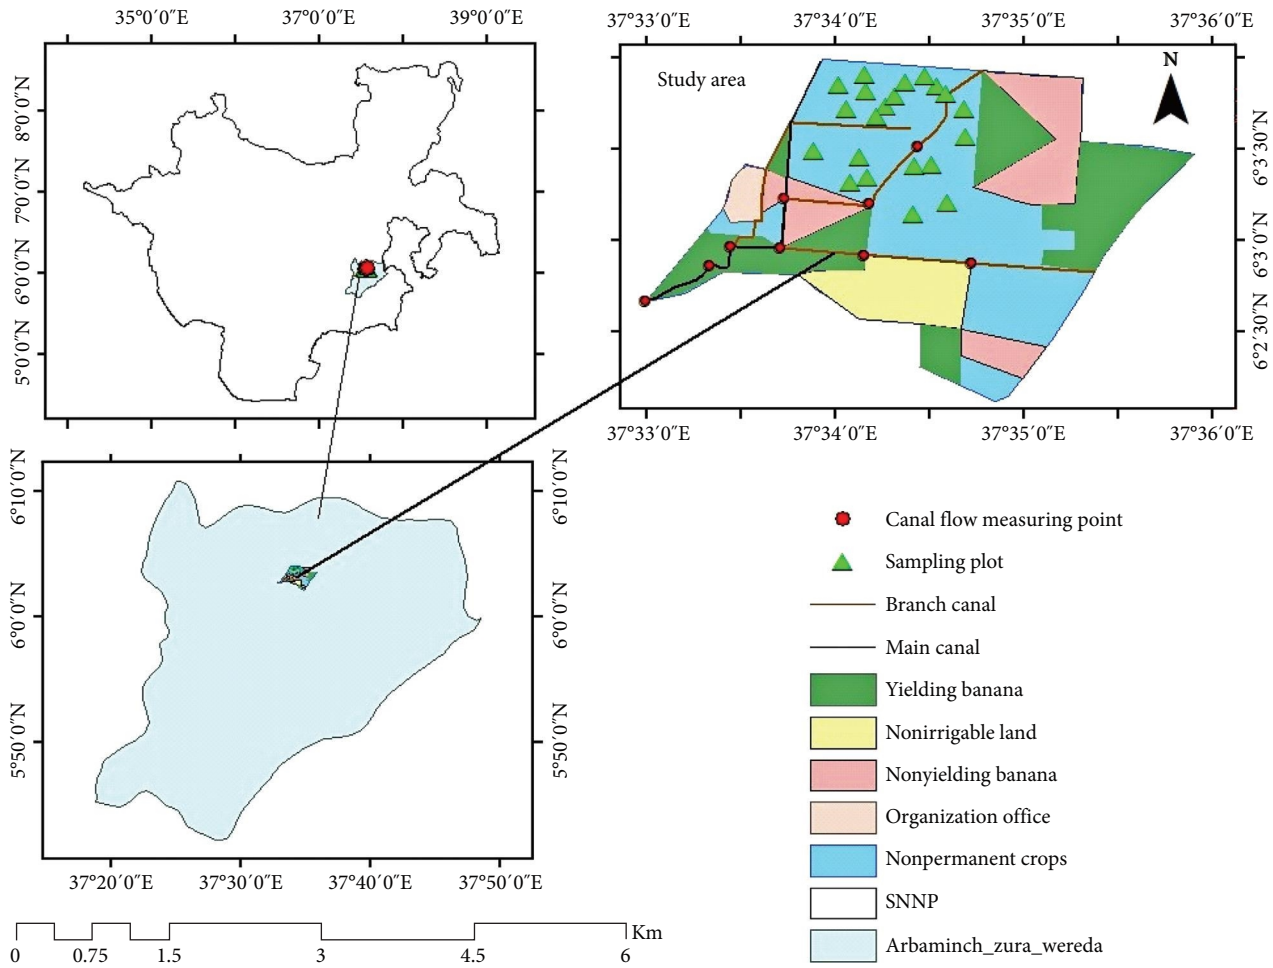 35°0′0″E 37°0′0″E 39°0′0″E
8°0′0″N
7°0′0″N
6°0′0″N
5°0′0″N
37°33′0″E 37°34′0″E 37°35′0″E 37°36′0″E
Study area
N
6°3′30″N
6°3′0″N
6°2′30″N
37°33′0″E 37°34′0″E 37°35′0″E 37°36′0″E
6°10′0″N
6°0′0″N
5°50′0″N
6°10′0″N
6°0′0″N
5°50′0″N
37°20′0″E 37°30′0″E 37°40′0″E 37°50′0″E
0 0.75 1.5 3 4.5 6 Km
Canal flow measuring point
Sampling plot
Branch canal
Main canal
Yielding banana
Nonirrigable land
Nonyielding banana
Organization office
Nonpermanent crops
SNNP
Arbaminch_zura_wereda